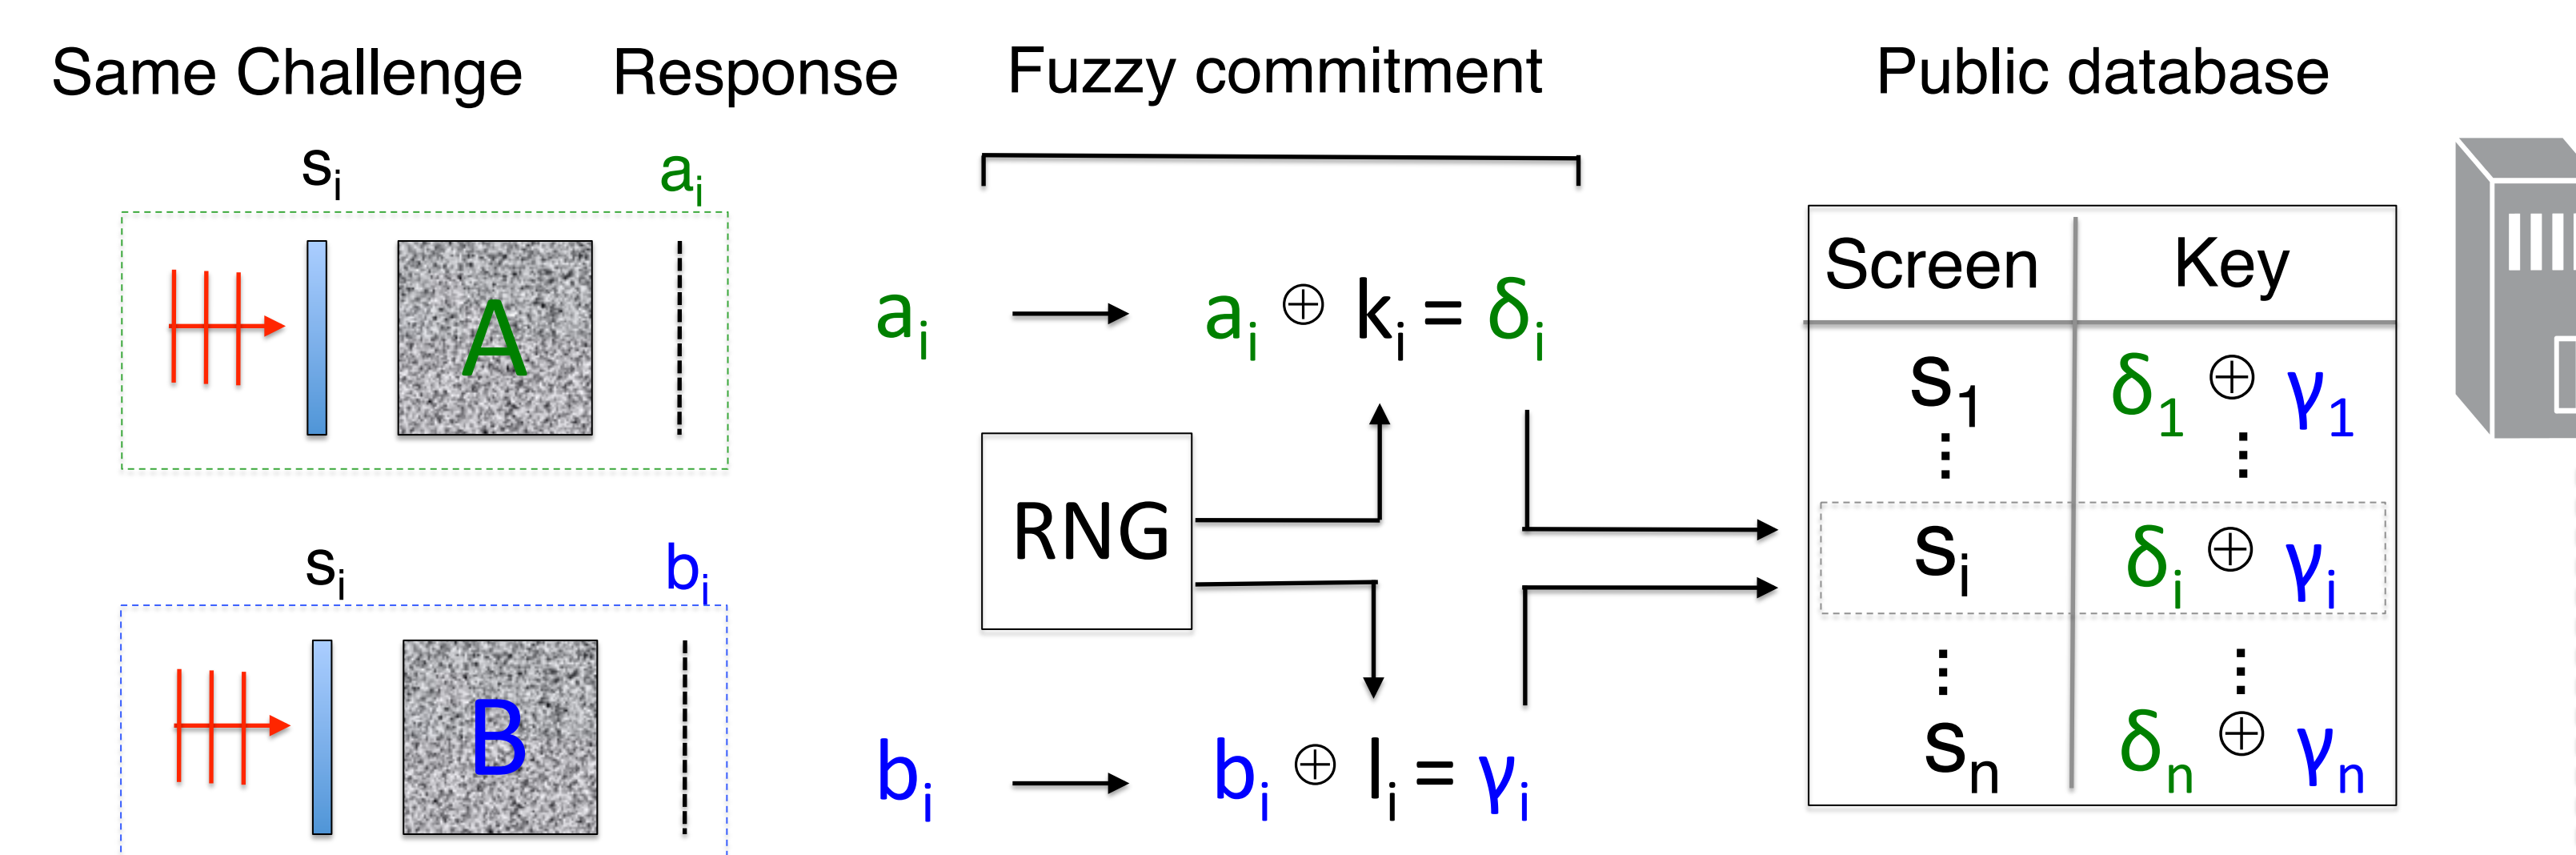 Same Challenge Response Fuzzy commitment Public database
sᵢ aᵢ
A
Screen Key
aᵢ aᵢ ⊕ kᵢ = δᵢ
s₁ δ₁ ⊕ γ₁
⋮ ⋮
RNG
sᵢ δᵢ ⊕ γᵢ
sᵢ bᵢ
⋮ ⋮
B
sₙ δₙ ⊕ γₙ
bᵢ bᵢ ⊕ lᵢ = γᵢ